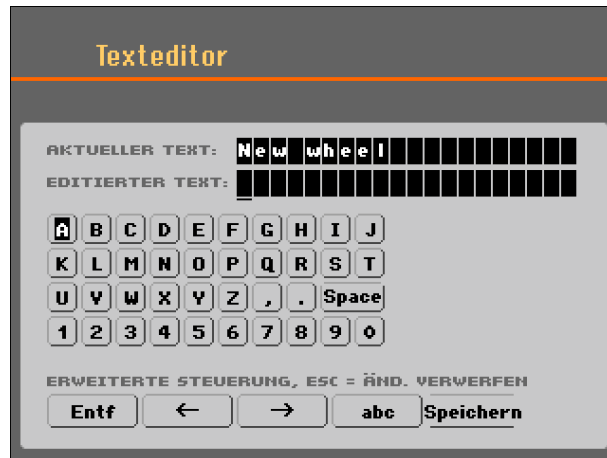 Texteditor
AKTUELLER TEXT: New wheel
EDITIERTER TEXT:
A B C D E F G H I J
K L M N O P Q R S T
U V W X Y Z , . Space
1 2 3 4 5 6 7 8 9 0
ERWEITERTE STEUERUNG, ESC = ÄND. VERWERFEN
Entf ← → abc Speichern